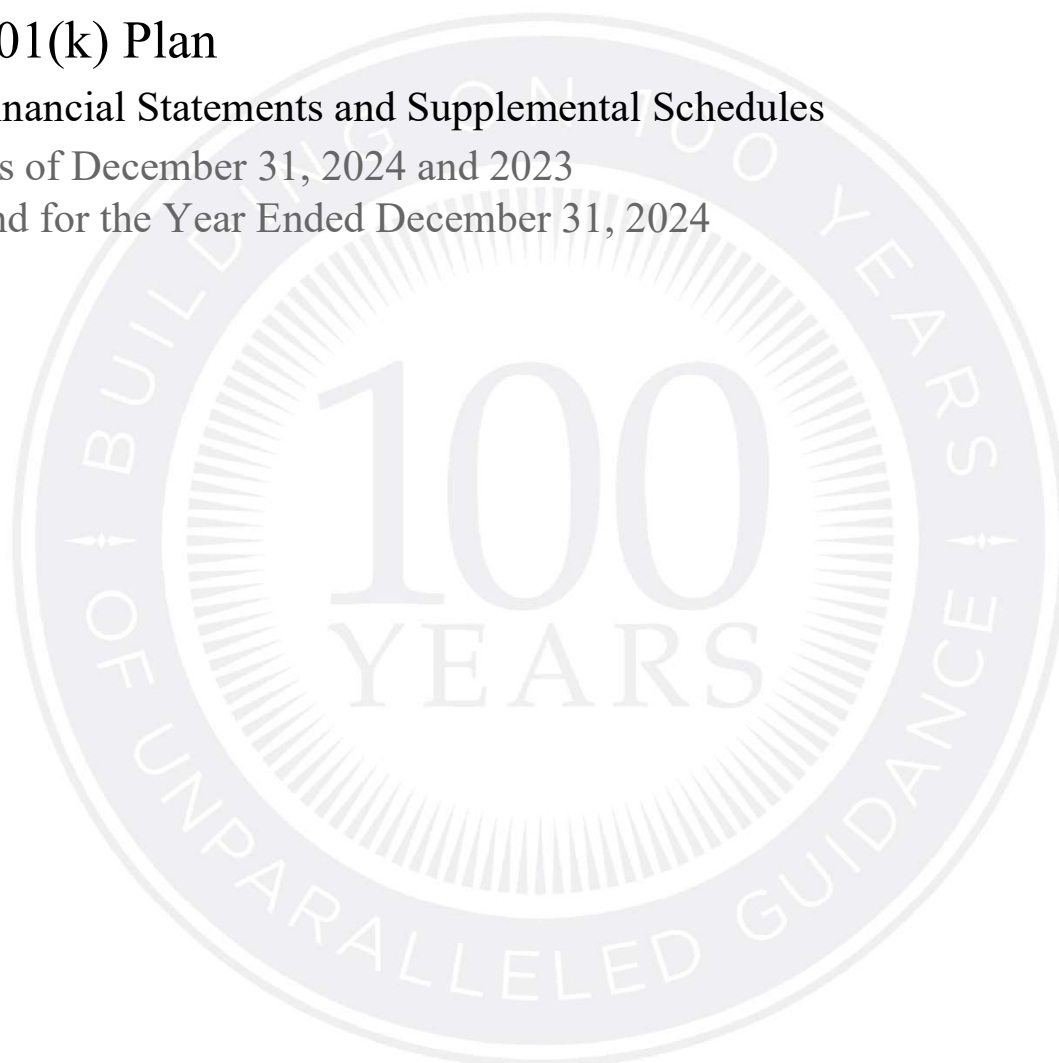 01(k) Plan
nancial Statements and Supplemental Schedules
s of December 31, 2024 and 2023
nd for the Year Ended December 31, 2024
BUILDING ON 100 YEARS
100
YEARS
OF UNPARALLELED GUIDANCE